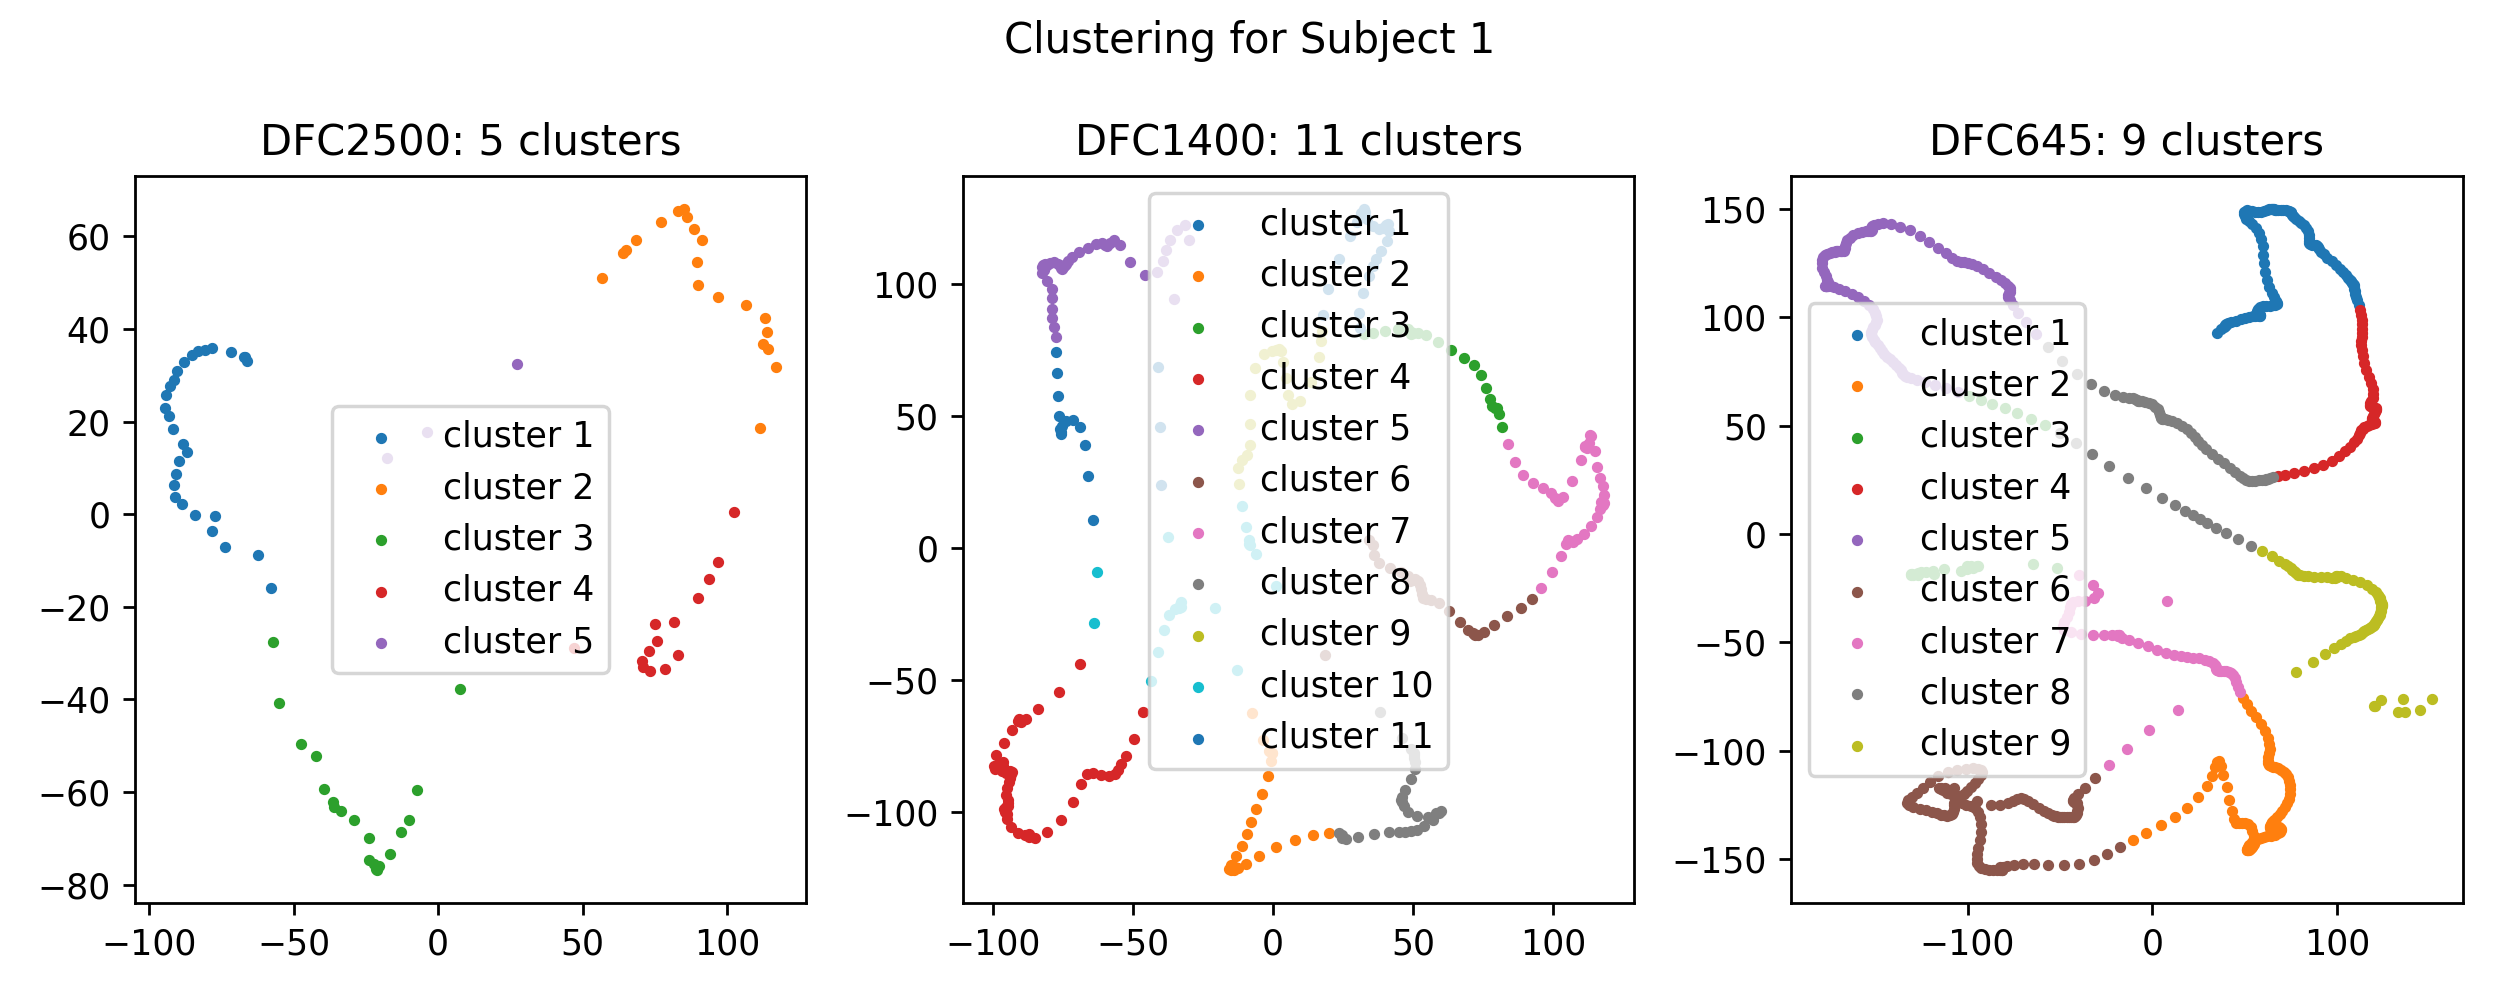 Clustering for Subject 1
DFC2500: 5 clusters
60
40
20
0
−20
−40
−60
−80
−100
−50
0
50
100
cluster 1
cluster 2
cluster 3
cluster 4
cluster 5
DFC1400: 11 clusters
100
50
0
−50
−100
−100
−50
0
50
100
cluster 1
cluster 2
cluster 3
cluster 4
cluster 5
cluster 6
cluster 7
cluster 8
cluster 9
cluster 10
cluster 11
DFC645: 9 clusters
150
100
50
0
−50
−100
−150
−100
0
100
cluster 1
cluster 2
cluster 3
cluster 4
cluster 5
cluster 6
cluster 7
cluster 8
cluster 9